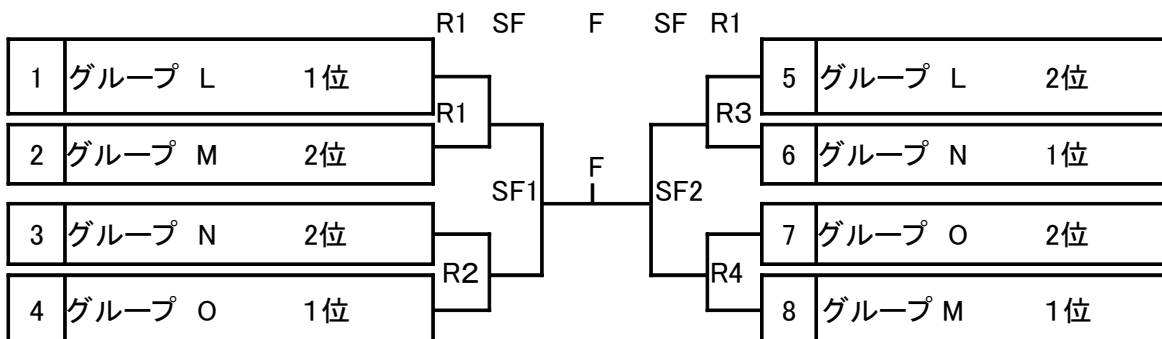 R1 SF F SF R1
1 グループ L 1位 5 グループ L 2位
R1 R3
2 グループ M 2位 6 グループ N 1位
F
SF1 SF2
3 グループ N 2位 7 グループ O 2位
R2 R4
4 グループ O 1位 8 グループ M 1位